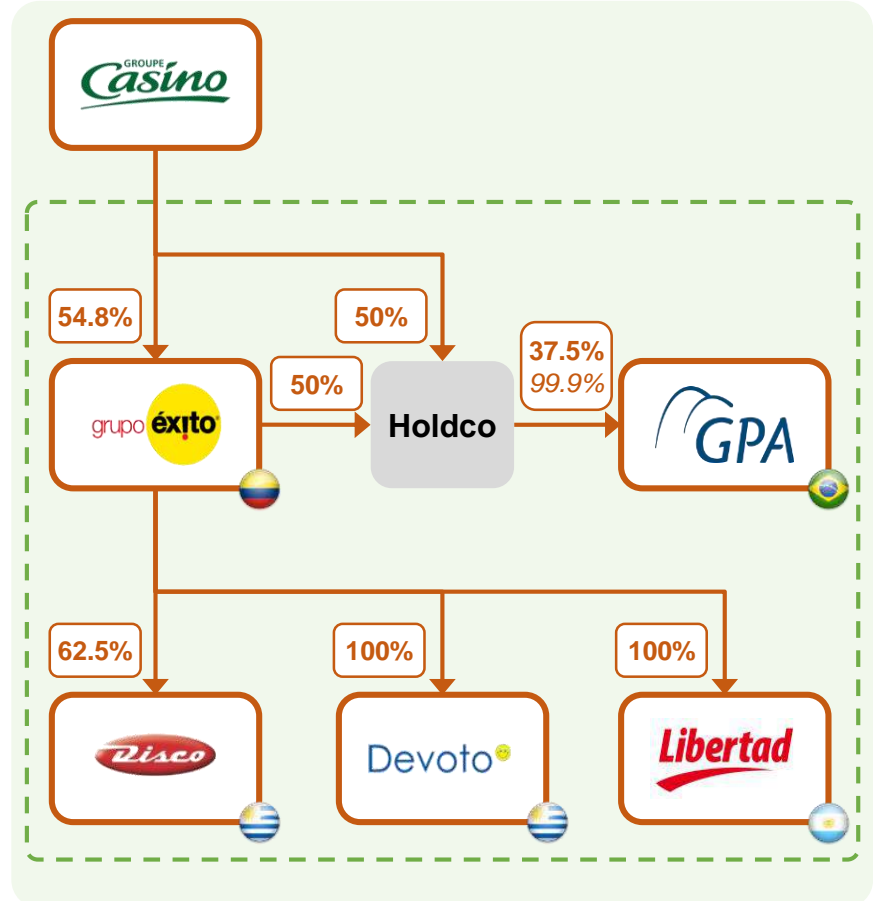 GROUPE
Casino
54.8%
50%
37.5%
99.9%
50%
grupo éxito
Holdco
GPA
62.5%
100%
100%
Disco
Devoto
Libertad